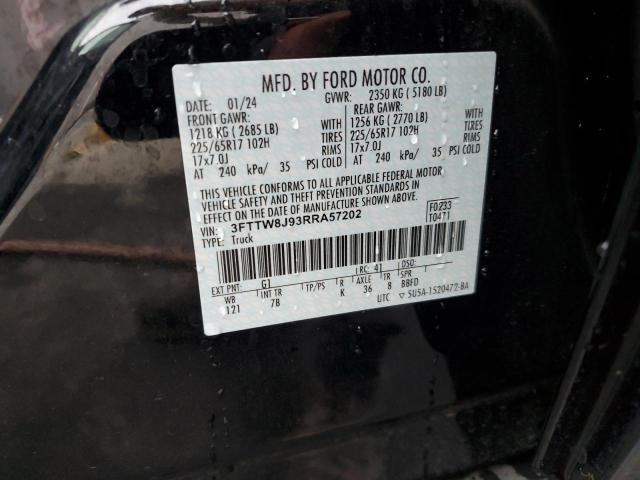 MFD. BY FORD MOTOR CO.
DATE: 01/24 GVWR: 2350 KG ( 5180 LB)
FRONT GAWR: REAR GAWR:
1218 KG ( 2685 LB) WITH 1256 KG ( 2770 LB) WITH
225/65R17 102H TIRES 225/65R17 102H TIRES
17x7.0J RIMS 17x7.0J RIMS
AT 240 kPa/ 35 PSI COLD AT 240 kPa/ 35 PSI COLD
THIS VEHICLE CONFORMS TO ALL APPLICABLE FEDERAL MOTOR
VEHICLE SAFETY AND THEFT PREVENTION STANDARDS IN
EFFECT ON THE DATE OF MANUFACTURE SHOWN ABOVE.
VIN: 3FTTW8J93RRA57202 F0233
TYPE: Truck T0471
EXT PNT: G1 RC: 41 DSO:
WB INT TR TP/PS R AXLE TR SPR
121 7B K 36 8 BBFD
UTC ▽ 5U5A-1520472-BA